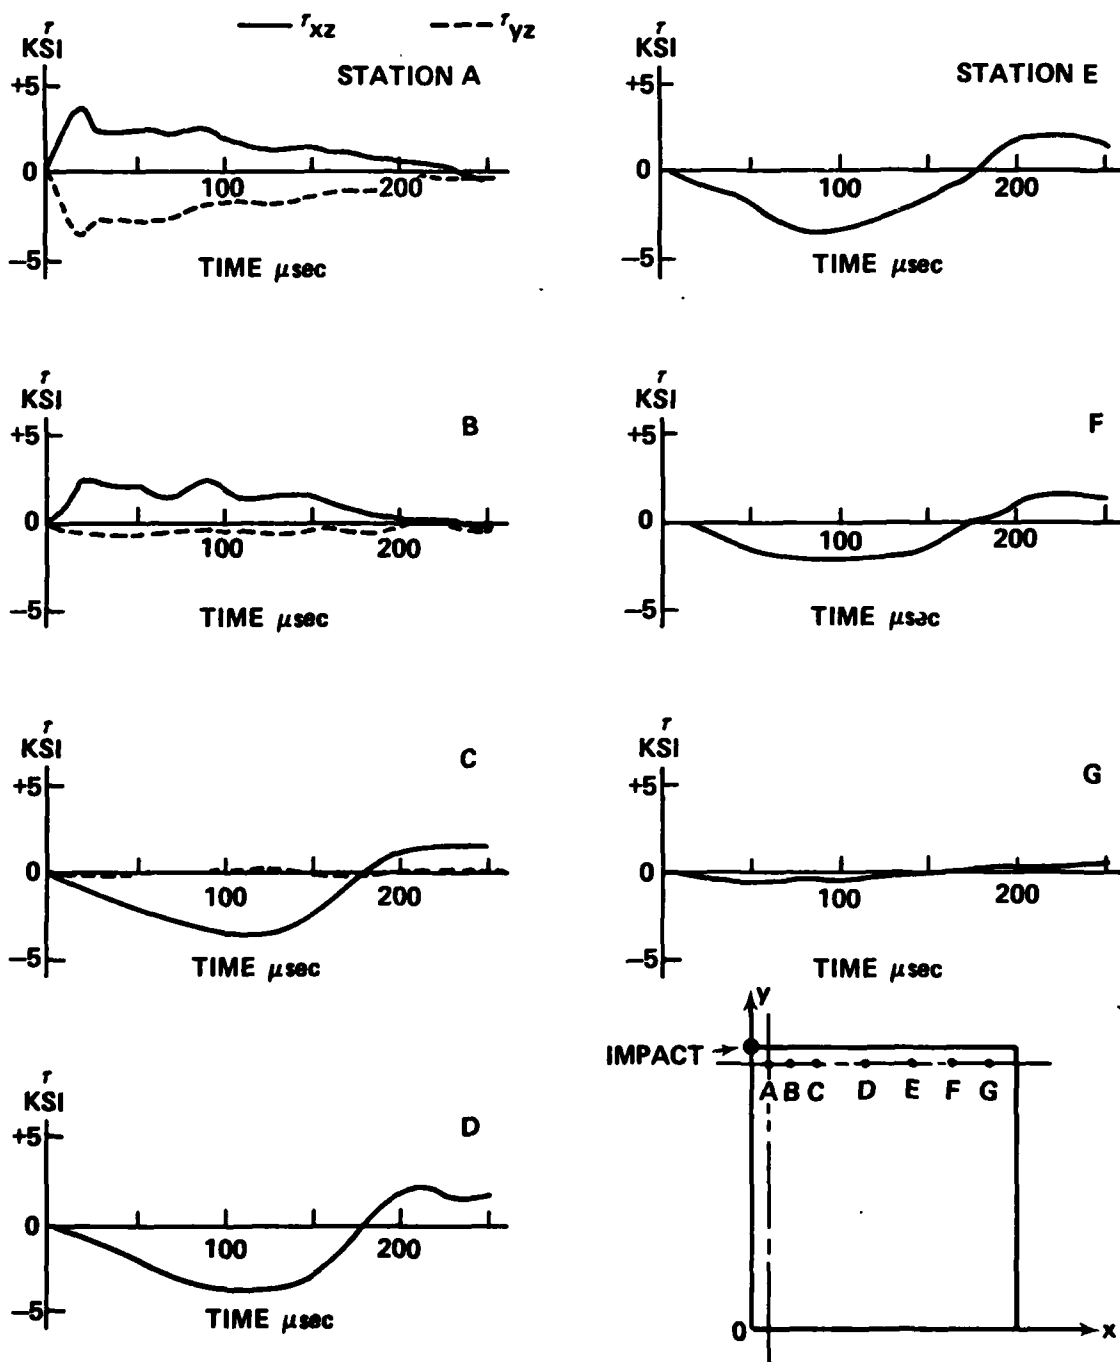 τxz τyz
τ
KSI
STATION A
+5
0
100 200
−5
TIME μsec
τ
KSI
STATION E
+5
0
100 200
−5
TIME μsec
τ
KSI
B
+5
0
100 200
−5
TIME μsec
τ
KSI
F
+5
0
100 200
−5
TIME μsec
τ
KSI
C
+5
0
100 200
−5
TIME μsec
τ
KSI
G
+5
0
100 200
−5
TIME μsec
τ
KSI
D
+5
0
100 200
−5
TIME μsec
y
IMPACT
A B C D E F G
0
x